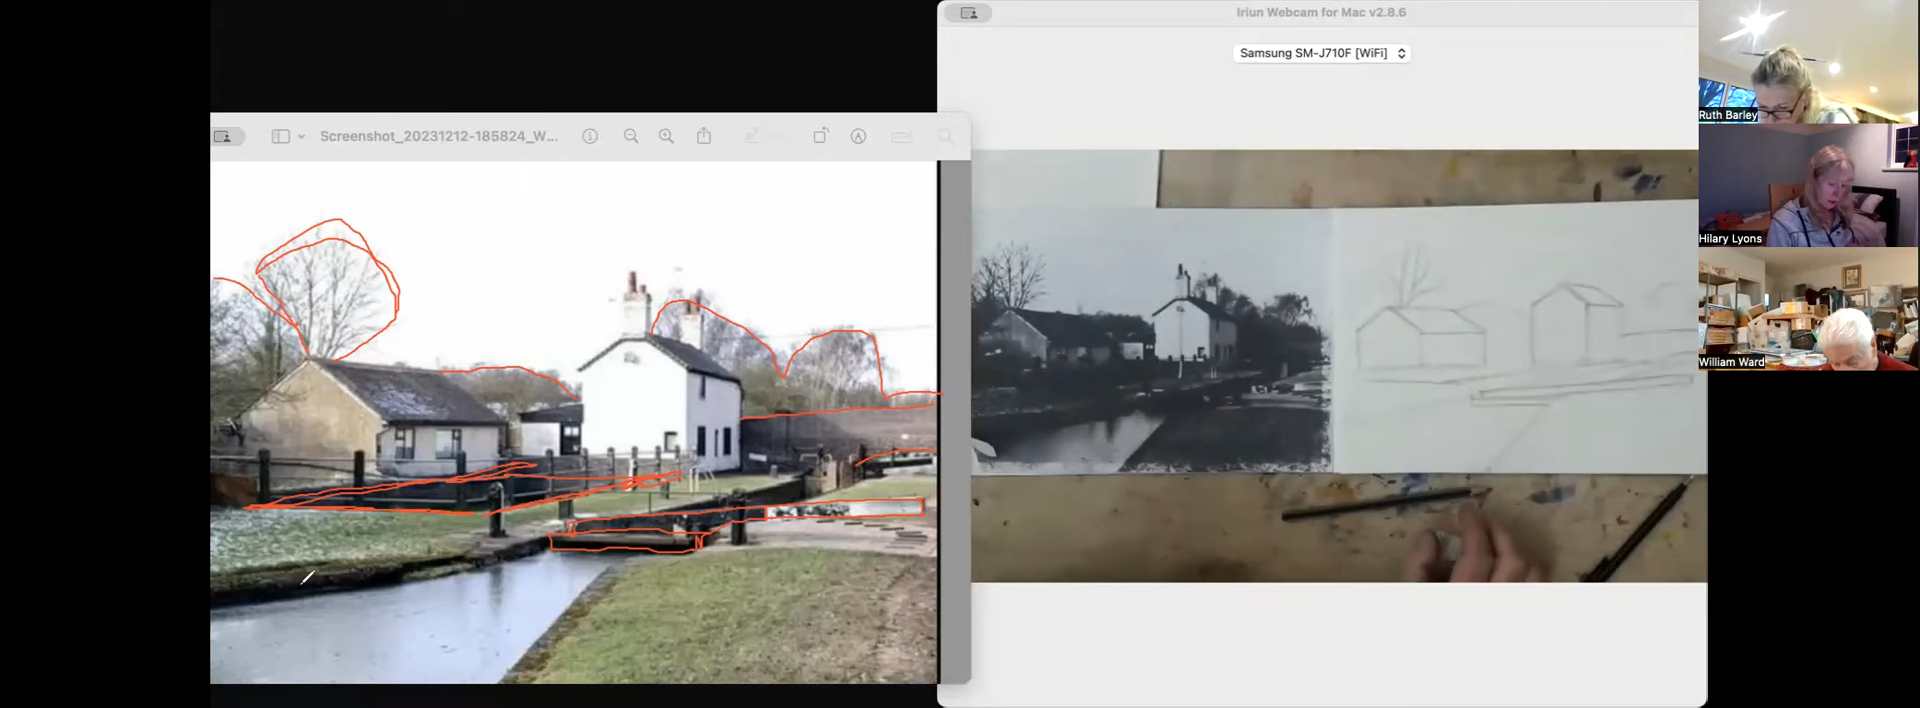 Iriun Webcam for Mac v2.8.6
Samsung SM-J710F [WiFi]
Screenshot_20231212-185824_W...
Ruth Barley
Hilary Lyons
William Ward